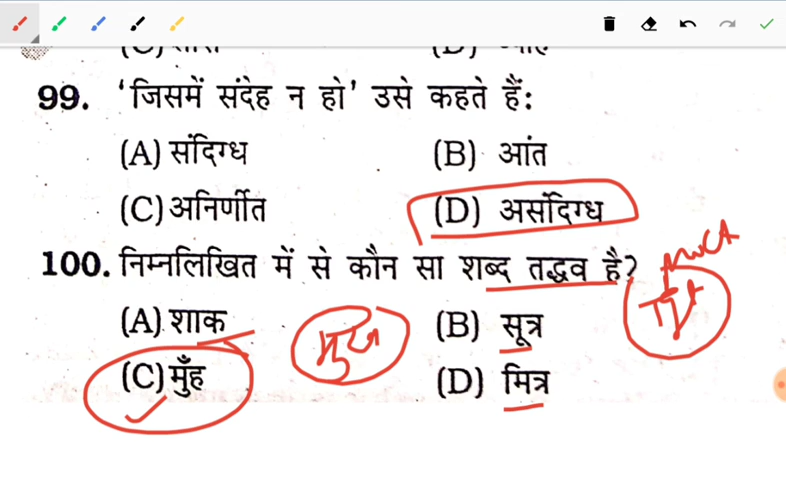 99. ‘जिसमें संदेह न हो’ उसे कहते हैं:
(A) संदिग्ध (B) आंत
(C) अनिर्णीत (D) असंदिग्ध
100. निम्नलिखित में से कौन सा शब्द तद्भव है?
(A) शाक (B) सूत्र
(C) मुँह (D) मित्र